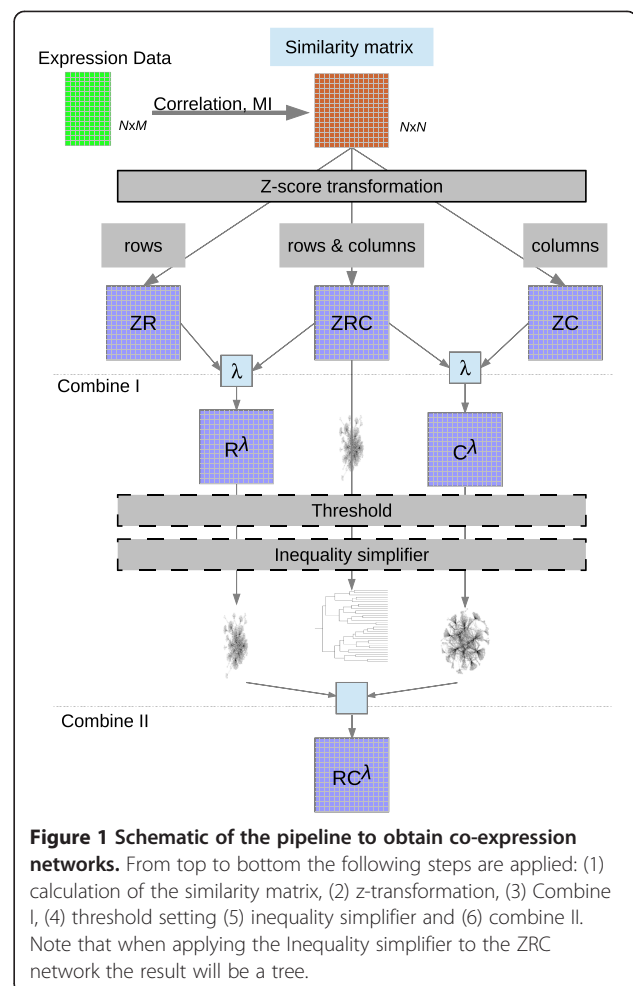 Similarity matrix
Expression Data
Correlation, MI
NxM
NxN
Z-score transformation
rows
rows & columns
columns
ZR
ZRC
ZC
λ
λ
Combine I
Rλ
Cλ
Threshold
Inequality simplifier
Combine II
RCλ
Figure 1 Schematic of the pipeline to obtain co-expression
networks. From top to bottom the following steps are applied: (1)
calculation of the similarity matrix, (2) z-transformation, (3) Combine
I, (4) threshold setting (5) inequality simplifier and (6) combine II.
Note that when applying the Inequality simplifier to the ZRC
network the result will be a tree.